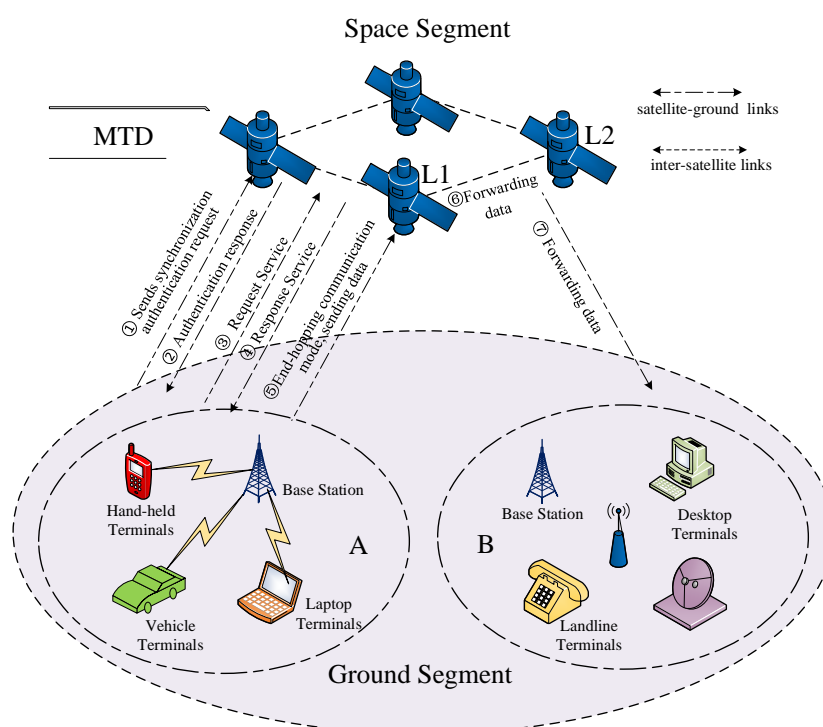 Space Segment
MTD
L1
L2
satellite-ground links
inter-satellite links
① Sends synchronization
authentication request
② Authentication response
③ Request Service
④ Response Service
⑤End-hopping communication
mode, sending data
⑥Forwarding
data
⑦ Forwarding
data
Hand-held
Terminals
Base Station
A
Vehicle
Terminals
Laptop
Terminals
Base Station
Desktop
Terminals
B
Landline
Terminals
Ground Segment